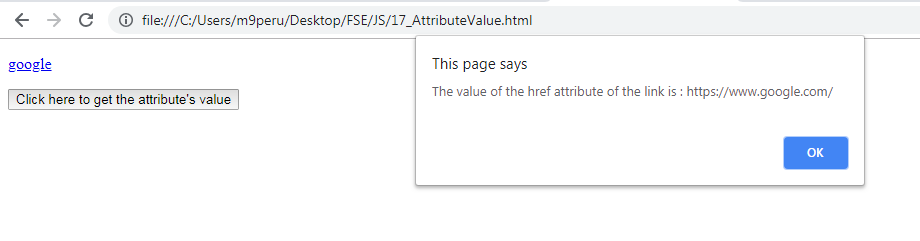 file:///C:/Users/m9peru/Desktop/FSE/JS/17_AttributeValue.html
google
Click here to get the attribute's value
This page says
The value of the href attribute of the link is : https://www.google.com/
OK